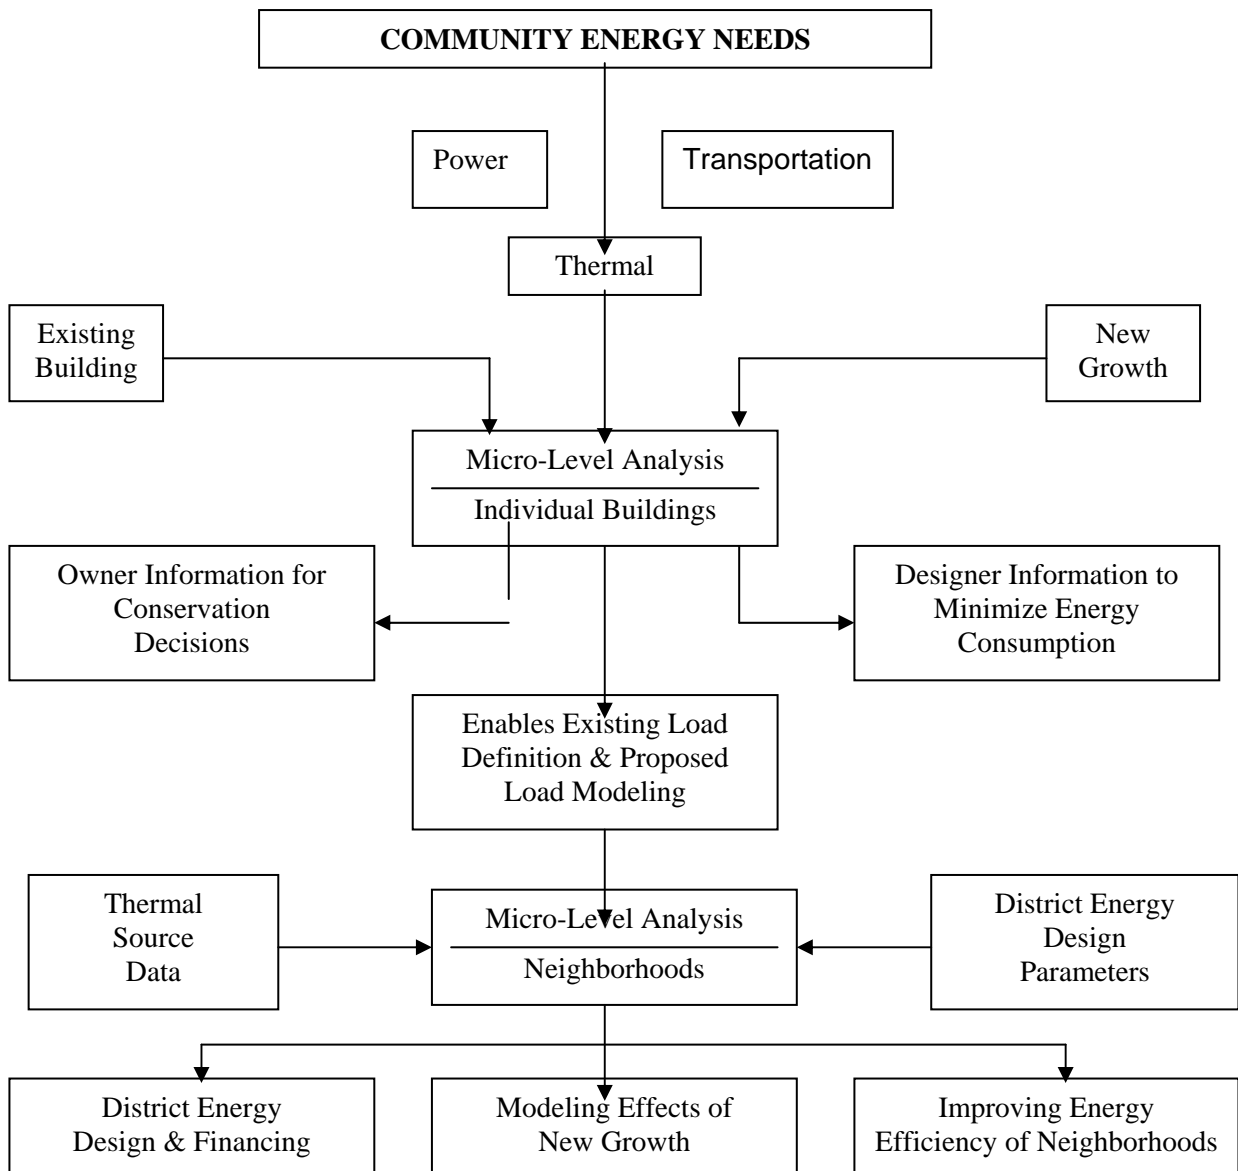 COMMUNITY ENERGY NEEDS
Power
Transportation
Thermal
Existing
Building
New
Growth
Micro-Level Analysis
Individual Buildings
Owner Information for
Conservation
Decisions
Designer Information to
Minimize Energy
Consumption
Enables Existing Load
Definition & Proposed
Load Modeling
Thermal
Source
Data
Micro-Level Analysis
Neighborhoods
District Energy
Design
Parameters
District Energy
Design & Financing
Modeling Effects of
New Growth
Improving Energy
Efficiency of Neighborhoods